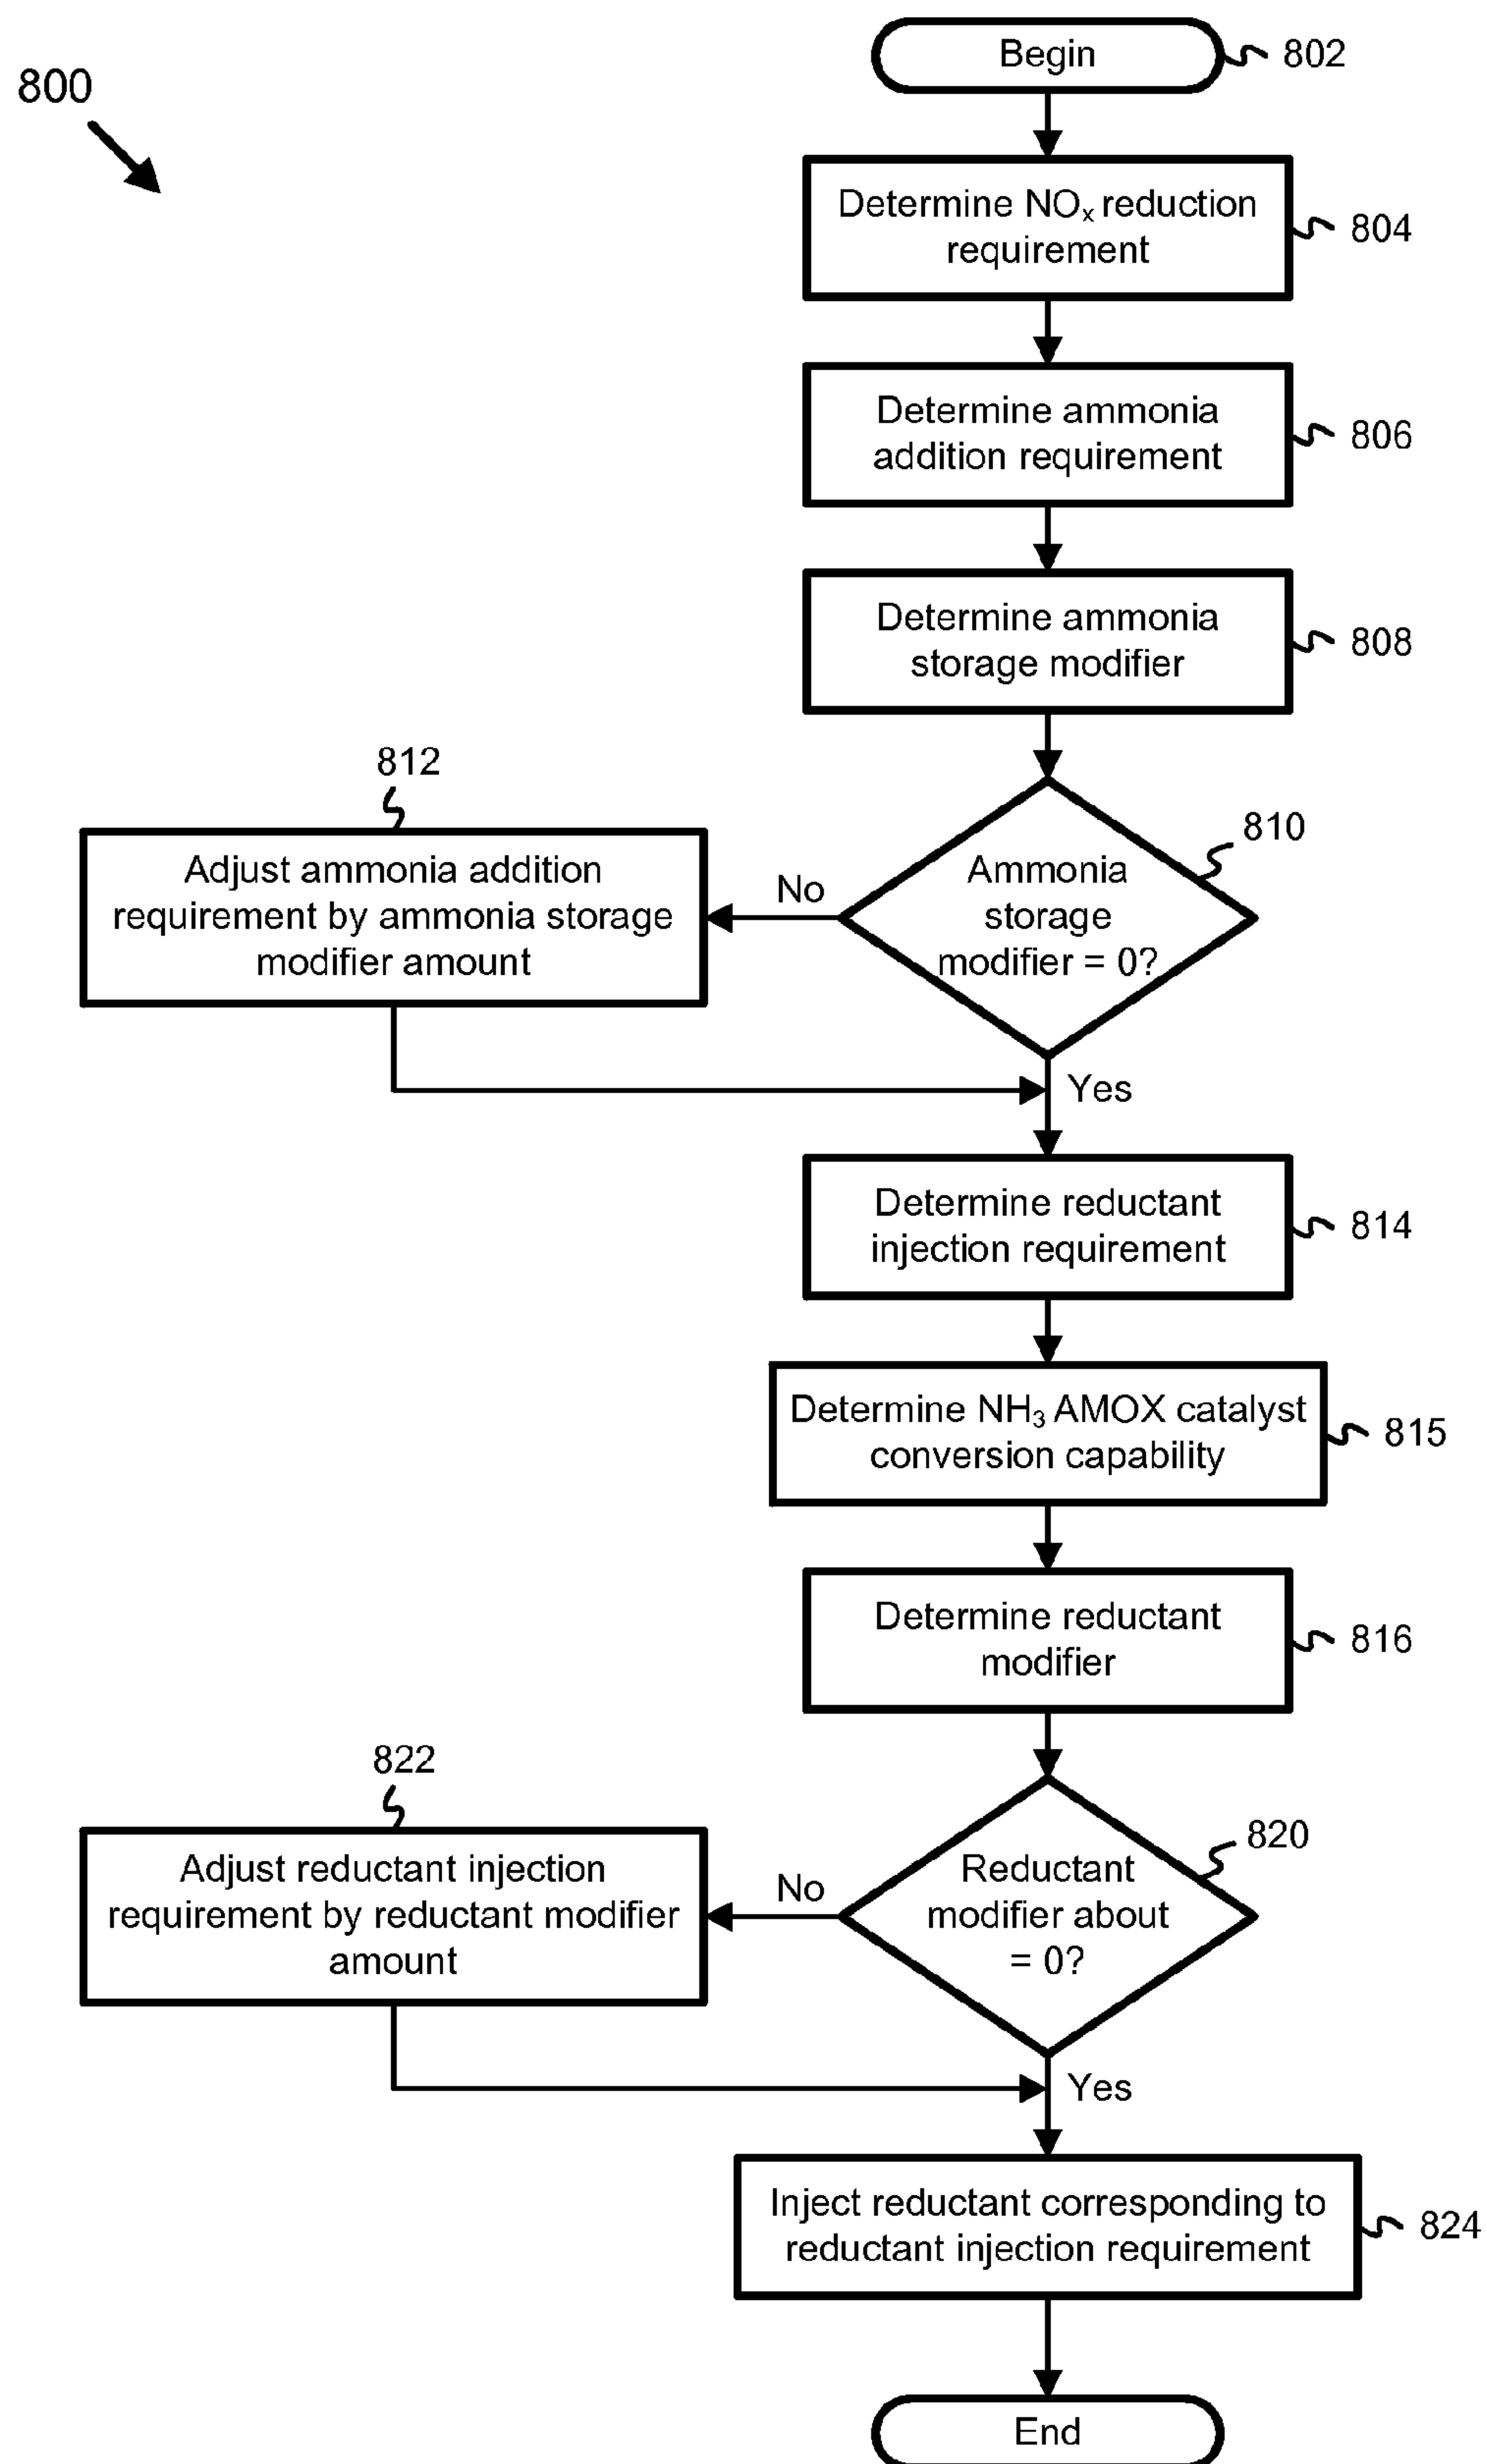 800
Begin
802
Determine NOₓ reduction
requirement
804
Determine ammonia
addition requirement
806
Determine ammonia
storage modifier
808
812
Adjust ammonia addition
requirement by ammonia storage
modifier amount
No
810
Ammonia
storage
modifier = 0?
Yes
Determine reductant
injection requirement
814
Determine NH₃ AMOX catalyst
conversion capability
815
Determine reductant
modifier
816
822
Adjust reductant injection
requirement by reductant modifier
amount
No
820
Reductant
modifier about
= 0?
Yes
Inject reductant corresponding to
reductant injection requirement
824
End